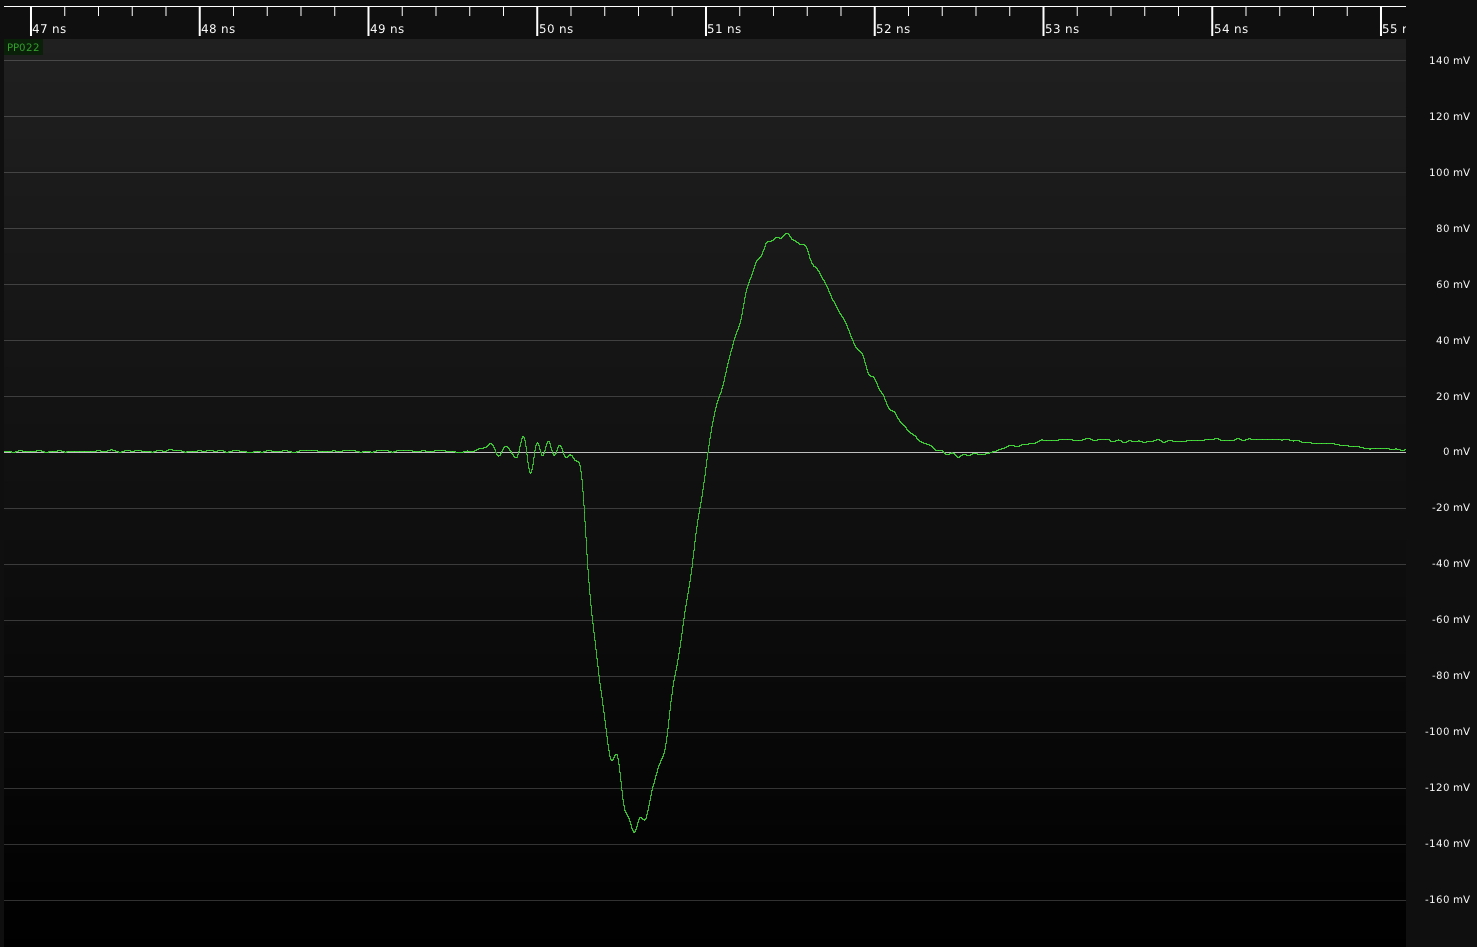 47 ns 48 ns 49 ns 50 ns 51 ns 52 ns 53 ns 54 ns 55
PP022
140 mV
120 mV
100 mV
80 mV
60 mV
40 mV
20 mV
0 mV
-20 mV
-40 mV
-60 mV
-80 mV
-100 mV
-120 mV
-140 mV
-160 mV